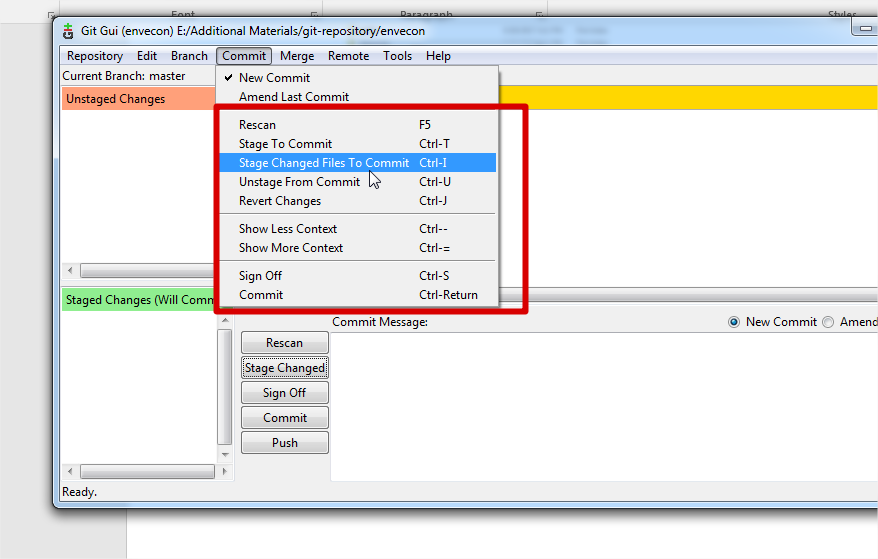 Font Paragraph Styles
Git Gui (envecon) E:/Additional Materials/git-repository/envecon
Repository Edit Branch Commit Merge Remote Tools Help
Current Branch: master
New Commit
Amend Last Commit
Unstaged Changes
Rescan F5
Stage To Commit Ctrl-T
Stage Changed Files To Commit Ctrl-I
Unstage From Commit Ctrl-U
Revert Changes Ctrl-J
Show Less Context Ctrl--
Show More Context Ctrl-=
Sign Off Ctrl-S
Commit Ctrl-Return
Staged Changes (Will Comm
Commit Message: New Commit Amend
Rescan
Stage Changed
Sign Off
Commit
Push
Ready.